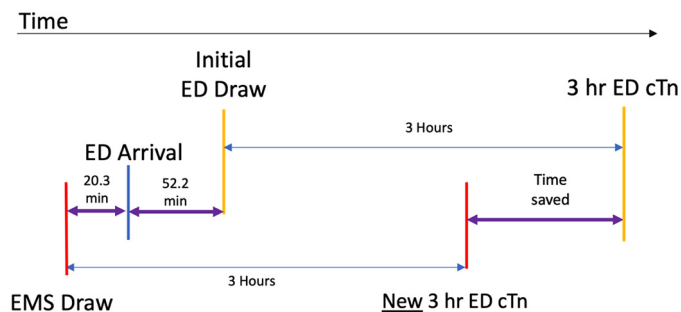 Time
Initial
ED Draw
3 hr ED cTn
3 Hours
ED Arrival
20.3
min
52.2
min
Time
saved
3 Hours
EMS Draw
New 3 hr ED cTn